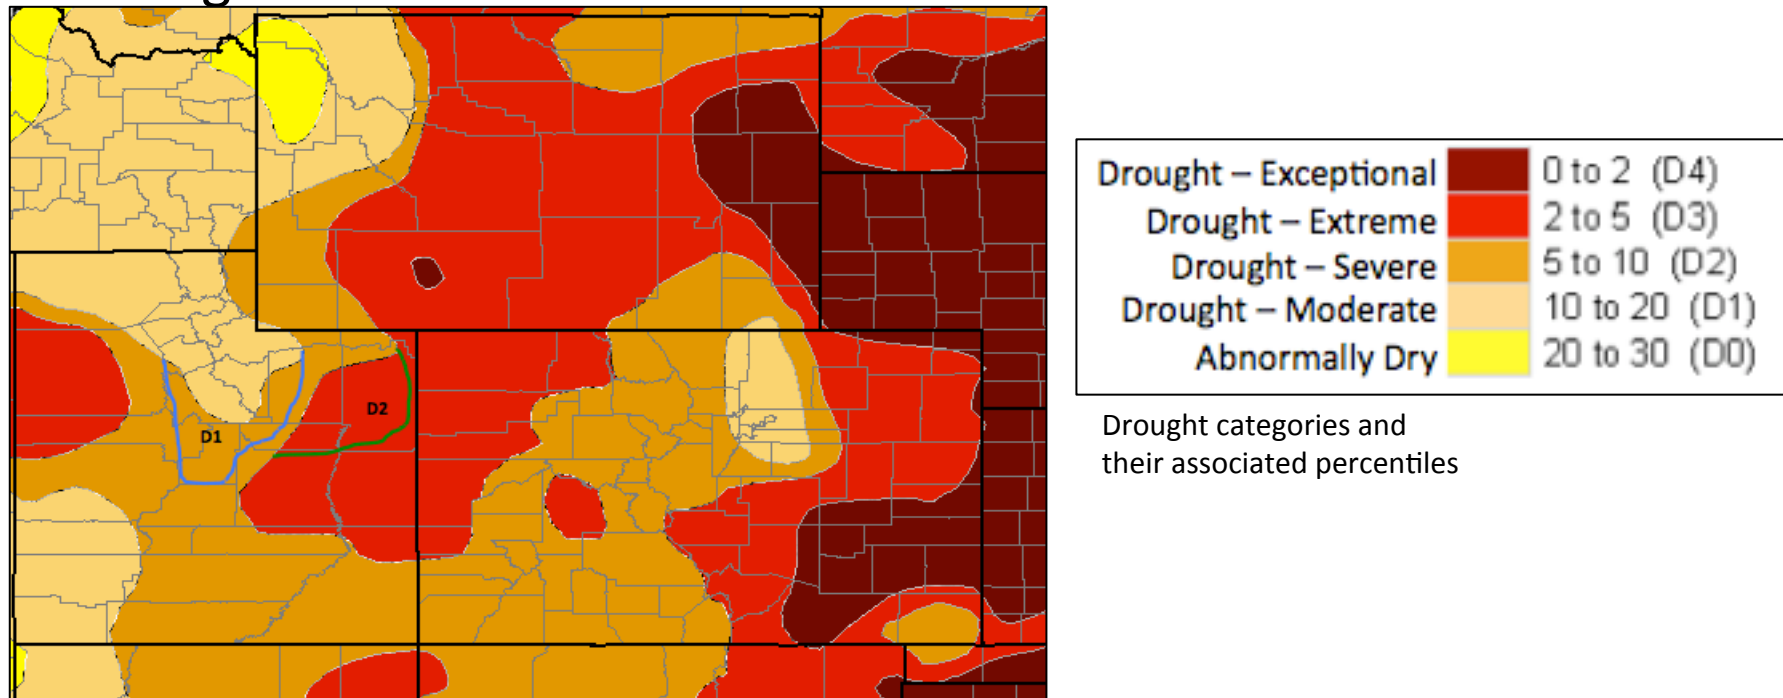 D1
D2
Drought – Exceptional 0 to 2 (D4)
Drought – Extreme 2 to 5 (D3)
Drought – Severe 5 to 10 (D2)
Drought – Moderate 10 to 20 (D1)
Abnormally Dry 20 to 30 (D0)
Drought categories and
their associated percentiles